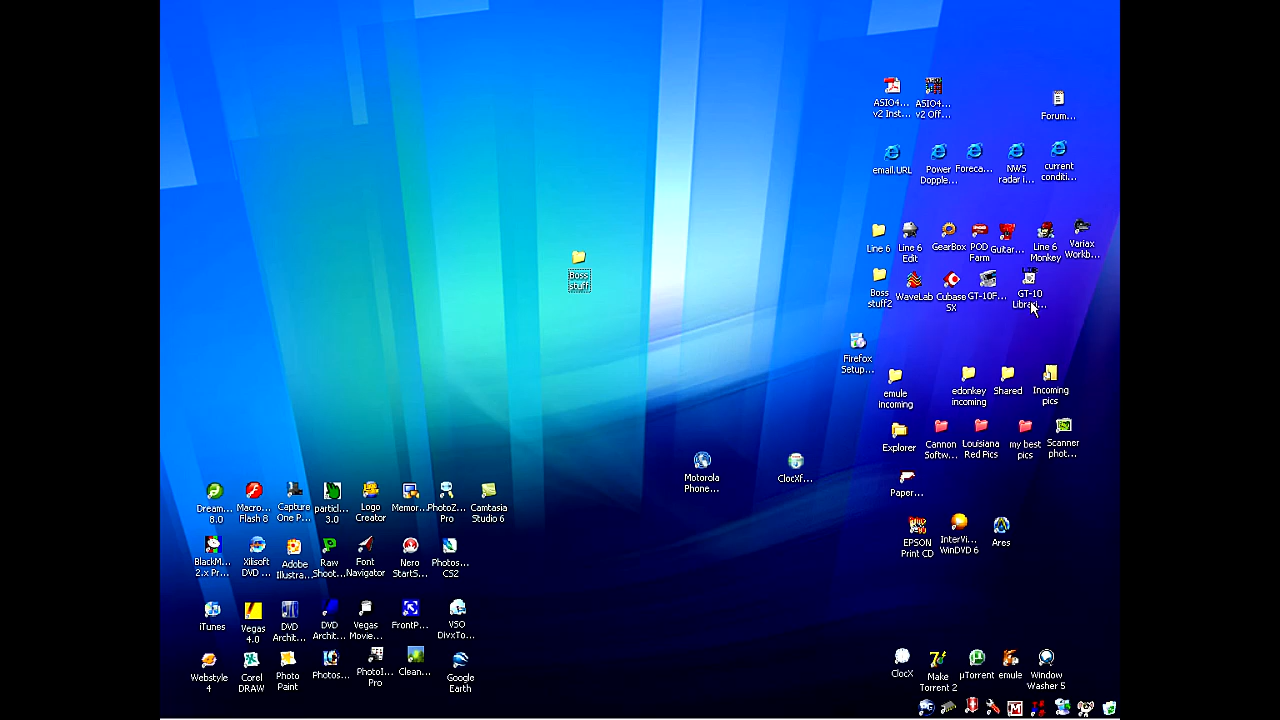 ASIO4...
v2 Inst...
ASIO4...
v2 Off...
Forum...
email.URL
Power
Dopple...
Foreca...
NWS
radar i...
current
conditi...
Line 6
Line 6
Edit
GearBox
POD
Farm
Guitar...
Line 6
Monkey
Variax
Workb...
Boss
stuff
Boss
stuff2
WaveLab
Cubase
SX
GT-10F...
GT-10
Librari...
Firefox
Setup...
emule
incoming
edonkey
incoming
Shared
Incoming
pics
Explorer
Cannon
Softw...
Louisiana
Red Pics
my best
pics
Scanner
phot...
Motorola
Phone...
ClocXf...
Paper...
Dream...
8.0
Macro...
Flash 8
Capture
One P...
particl...
3.0
Logo
Creator
Memor...
PhotoZ...
Pro
Camtasia
Studio 6
EPSON
Print CD
InterVi...
WinDVD 6
Ares
BlackM...
2.x Pr...
Xilisoft
DVD ...
Adobe
Illustra...
Raw
Shoot...
Font
Navigator
Nero
StartS...
Photos...
CS2
iTunes
Vegas
4.0
DVD
Archit...
DVD
Archit...
Vegas
Movie...
FrontP...
VSO
DivxTo...
Webstyle
4
Corel
DRAW
Photo
Paint
Photos...
PhotoI...
Pro
Clean...
Google
Earth
ClocX
Make
Torrent 2
µTorrent
emule
Window
Washer 5